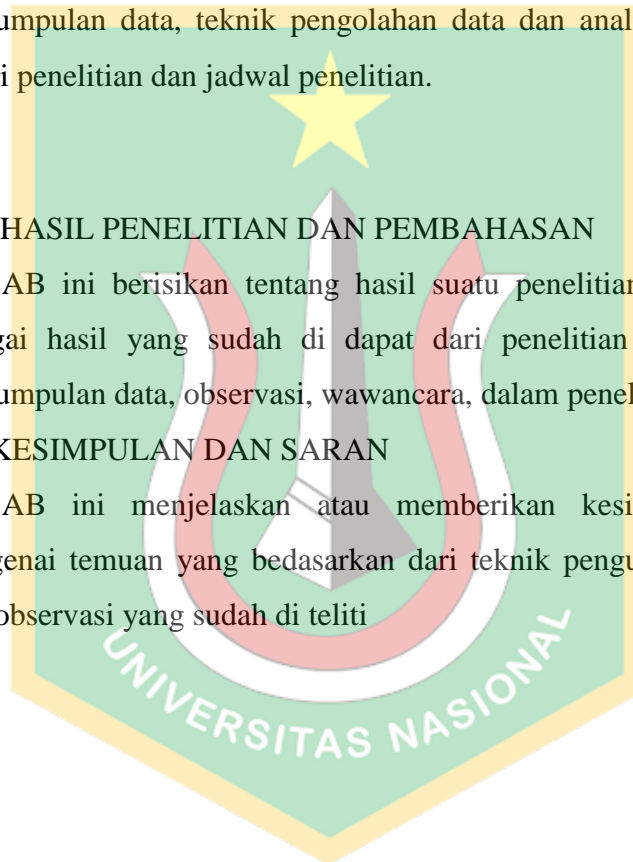 umpulan data, teknik pengolahan data dan anal
i penelitian dan jadwal penelitian.
HASIL PENELITIAN DAN PEMBAHASAN
AB ini berisikan tentang hasil suatu penelitian
gai hasil yang sudah di dapat dari penelitian
umpulan data, observasi, wawancara, dalam penel
KESIMPULAN DAN SARAN
AB ini menjelaskan atau memberikan kesi
genai temuan yang bedasarkan dari teknik pengu
observasi yang sudah di teliti
UNIVERSITAS NASIONAL